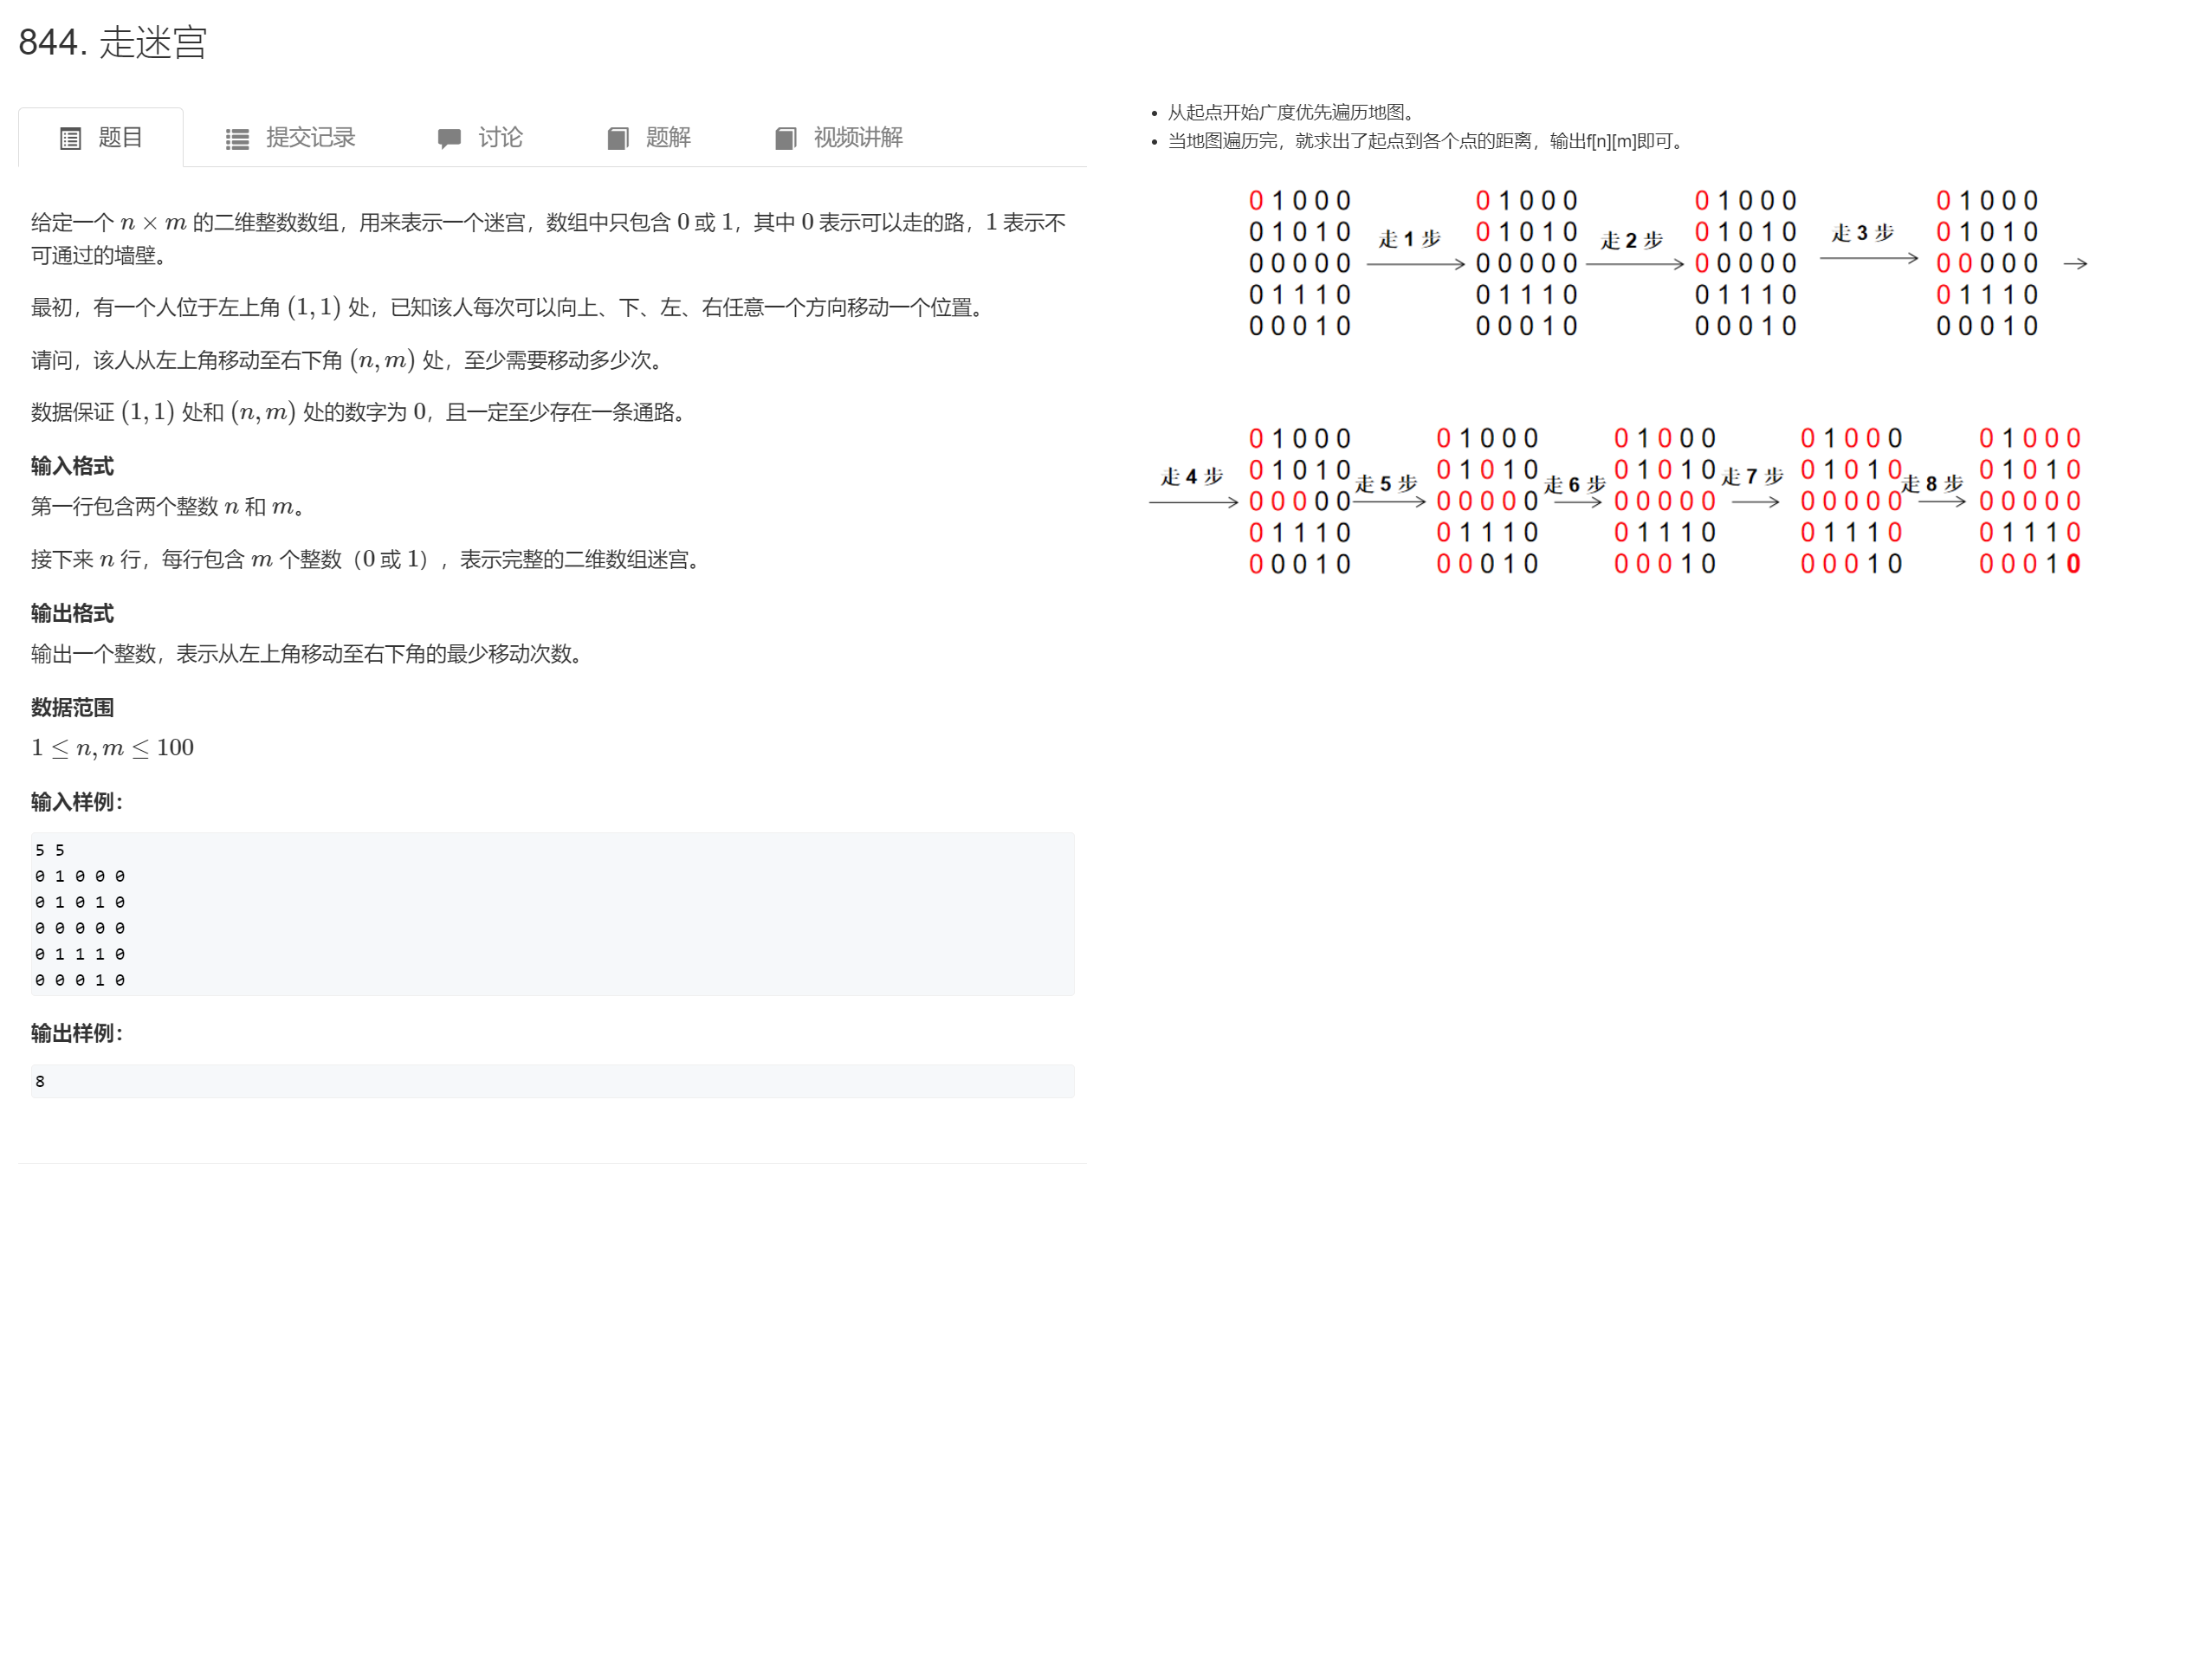 844. 走迷宫
题目 提交记录 讨论 题解 视频讲解
给定一个 n × m 的二维整数数组，用来表示一个迷宫，数组中只包含 0 或 1，其中 0 表示可以走的路，1 表示不
可通过的墙壁。
最初，有一个人位于左上角 (1, 1) 处，已知该人每次可以向上、下、左、右任意一个方向移动一个位置。
请问，该人从左上角移动至右下角 (n, m) 处，至少需要移动多少次。
数据保证 (1, 1) 处和 (n, m) 处的数字为 0，且一定至少存在一条通路。
输入格式
第一行包含两个整数 n 和 m。
接下来 n 行，每行包含 m 个整数（0 或 1），表示完整的二维数组迷宫。
输出格式
输出一个整数，表示从左上角移动至右下角的最少移动次数。
数据范围
1 ≤ n, m ≤ 100
输入样例：
5 5
0 1 0 0 0
0 1 0 1 0
0 0 0 0 0
0 1 1 1 0
0 0 0 1 0
输出样例：
8
• 从起点开始广度优先遍历地图。
• 当地图遍历完，就求出了起点到各个点的距离，输出f[n][m]即可。
0 1 0 0 0 0 1 0 0 0 0 1 0 0 0 0 1 0 0 0
0 1 0 1 0 走 1 步 0 1 0 1 0 走 2 步 0 1 0 1 0 走 3 步 0 1 0 1 0
0 0 0 0 0 0 0 0 0 0 0 0 0 0 0 0 0 0 0 0
0 1 1 1 0 0 1 1 1 0 0 1 1 1 0 0 1 1 1 0
0 0 0 1 0 0 0 0 1 0 0 0 0 1 0 0 0 0 1 0
0 1 0 0 0 0 1 0 0 0 0 1 0 0 0 0 1 0 0 0 0 1 0 0 0
走 4 步 0 1 0 1 0 走 5 步 0 1 0 1 0 走 6 步 0 1 0 1 0 走 7 步 0 1 0 1 0 走 8 步 0 1 0 1 0
0 0 0 0 0 0 0 0 0 0 0 0 0 0 0 0 0 0 0 0 0 0 0 0 0
0 1 1 1 0 0 1 1 1 0 0 1 1 1 0 0 1 1 1 0 0 1 1 1 0
0 0 0 1 0 0 0 0 1 0 0 0 0 1 0 0 0 0 1 0 0 0 0 1 0